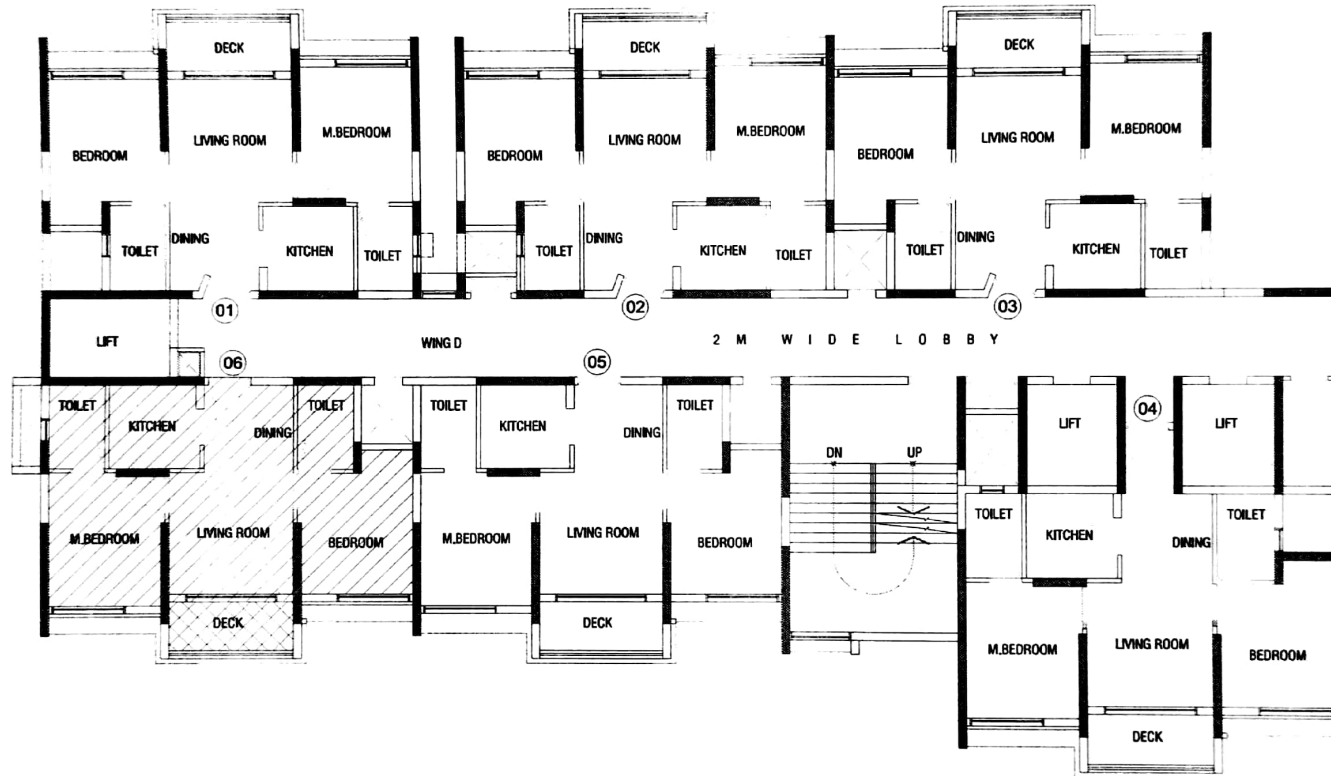 DECK
DECK
DECK
BEDROOM
LIVING ROOM
M.BEDROOM
BEDROOM
LIVING ROOM
M.BEDROOM
BEDROOM
LIVING ROOM
M.BEDROOM
TOILET
DINING
KITCHEN
TOILET
TOILET
DINING
KITCHEN
TOILET
TOILET
DINING
KITCHEN
TOILET
01
02
03
LIFT
WING D
2 M WIDE LOBBY
06
05
04
TOILET
KITCHEN
DINING
TOILET
TOILET
KITCHEN
DINING
TOILET
LIFT
LIFT
DN
UP
M.BEDROOM
LIVING ROOM
BEDROOM
M.BEDROOM
LIVING ROOM
BEDROOM
TOILET
KITCHEN
DINING
TOILET
DECK
DECK
M.BEDROOM
LIVING ROOM
BEDROOM
DECK